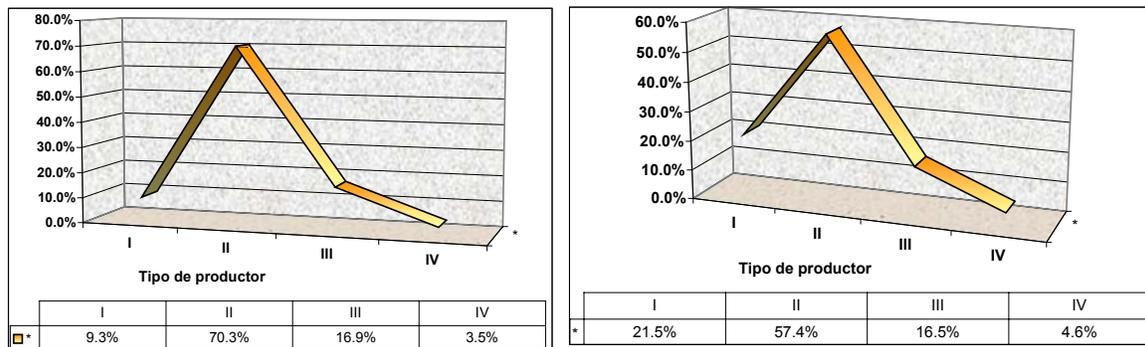 80.0%
70.0%
60.0%
50.0%
40.0%
30.0%
20.0%
10.0%
0.0%
I II III IV *
Tipo de productor
I II III IV
* 9.3% 70.3% 16.9% 3.5%
60.0%
50.0%
40.0%
30.0%
20.0%
10.0%
0.0%
I II III IV *
Tipo de productor
I II III IV
* 21.5% 57.4% 16.5% 4.6%